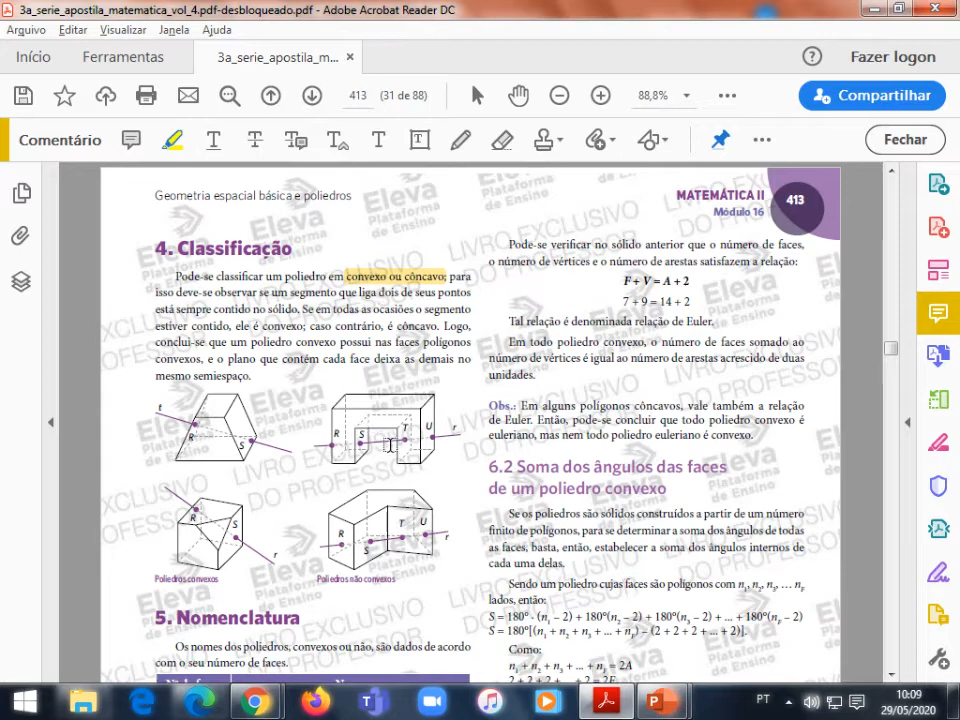 3a_serie_apostila_matematica_vol_4.pdf-desbloqueado.pdf - Adobe Acrobat Reader DC
Arquivo Editar Visualizar Janela Ajuda
Início Ferramentas 3a_serie_apostila_m... × Fazer logon
413 (31 de 88) 88,8% Compartilhar
Comentário Fechar
Geometria espacial básica e poliedros
MATEMÁTICA II
Módulo 16
413
4. Classificação
Pode-se classificar um poliedro em convexo ou côncavo; para
isso deve-se observar se um segmento que liga dois de seus pontos
está sempre contido no sólido. Se em todas as ocasiões o segmento
estiver contido, ele é convexo; caso contrário, é côncavo. Logo,
conclui-se que um poliedro convexo possui nas faces polígonos
convexos, e o plano que contém cada face deixa as demais no
mesmo semiespaço.
t R S
R S T U r
R S r
R S T U r
Poliedros convexos
Poliedros não convexos
5. Nomenclatura
Os nomes dos poliedros, convexos ou não, são dados de acordo
com o seu número de faces.
Pode-se verificar no sólido anterior que o número de faces,
o número de vértices e o número de arestas satisfazem a relação:
F + V = A + 2
7 + 9 = 14 + 2
Tal relação é denominada relação de Euler.
Em todo poliedro convexo, o número de faces somado ao
número de vértices é igual ao número de arestas acrescido de duas
unidades.
Obs.: Em alguns polígonos côncavos, vale também a relação
de Euler. Então, pode-se concluir que todo poliedro convexo é
euleriano, mas nem todo poliedro euleriano é convexo.
6.2 Soma dos ângulos das faces
de um poliedro convexo
Se os poliedros são sólidos construídos a partir de um número
finito de polígonos, para se determinar a soma dos ângulos de todas
as faces, basta, então, estabelecer a soma dos ângulos internos de
cada uma delas.
Sendo um poliedro cujas faces são polígonos com n₁, n₂, n₃, … n_F
lados, então:
S = 180° · (n₁ – 2) + 180°(n₂ – 2) + 180°(n₃ – 2) + ... + 180°(n_F – 2)
S = 180°[(n₁ + n₂ + n₃ + ... + n_F) – (2 + 2 + 2 + ... + 2)].
Como:
n₁ + n₂ + n₃ + ... + n_F = 2A
Eleva
Plataforma
de Ensino
LIVRO EXCLUSIVO
DO PROFESSOR
PT 10:09
29/05/2020